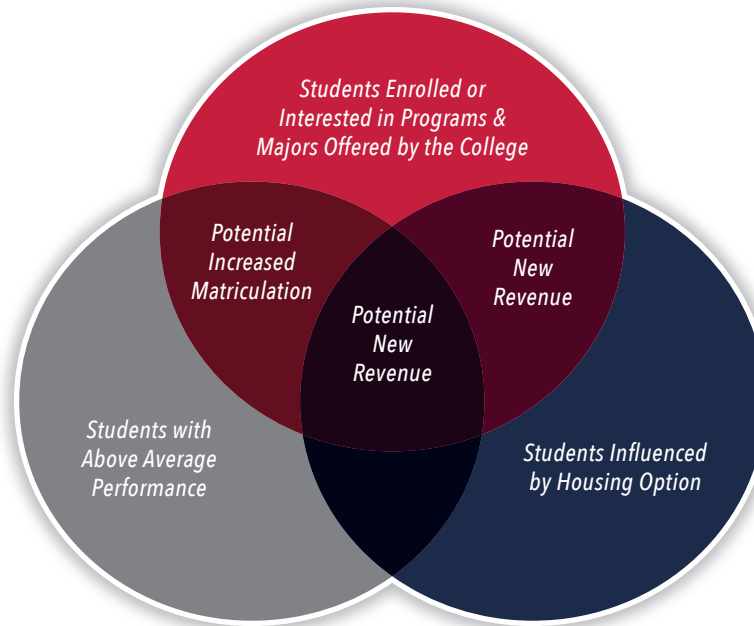 Students Enrolled or
Interested in Programs &
Majors Offered by the College
Potential
Increased
Matriculation
Potential
New
Revenue
Potential
New
Revenue
Students with
Above Average
Performance
Students Influenced
by Housing Option